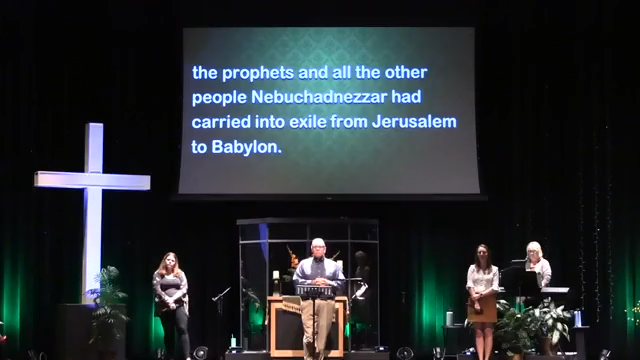 the prophets and all the other
people Nebuchadnezzar had
carried into exile from Jerusalem
to Babylon.